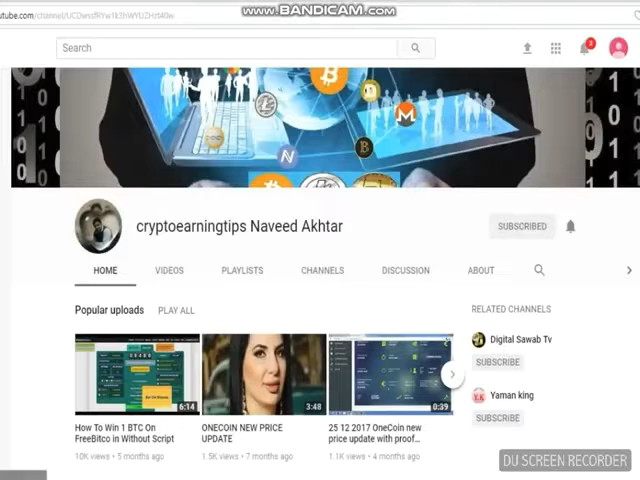 www.BANDICAM.com
Search
3
cryptoearningtips Naveed Akhtar
SUBSCRIBED
HOME VIDEOS PLAYLISTS CHANNELS DISCUSSION ABOUT
Popular uploads PLAY ALL
RELATED CHANNELS
Digital Sawab Tv
SUBSCRIBE
Yaman king
SUBSCRIBE
6:14
3:48
0:39
How To Win 1 BTC On FreeBitco in Without Script
10K views • 5 months ago
ONECOIN NEW PRICE UPDATE
1.5K views • 7 months ago
25 12 2017 OneCoin new price update with proof...
1.1K views • 4 months ago
DU SCREEN RECORDER